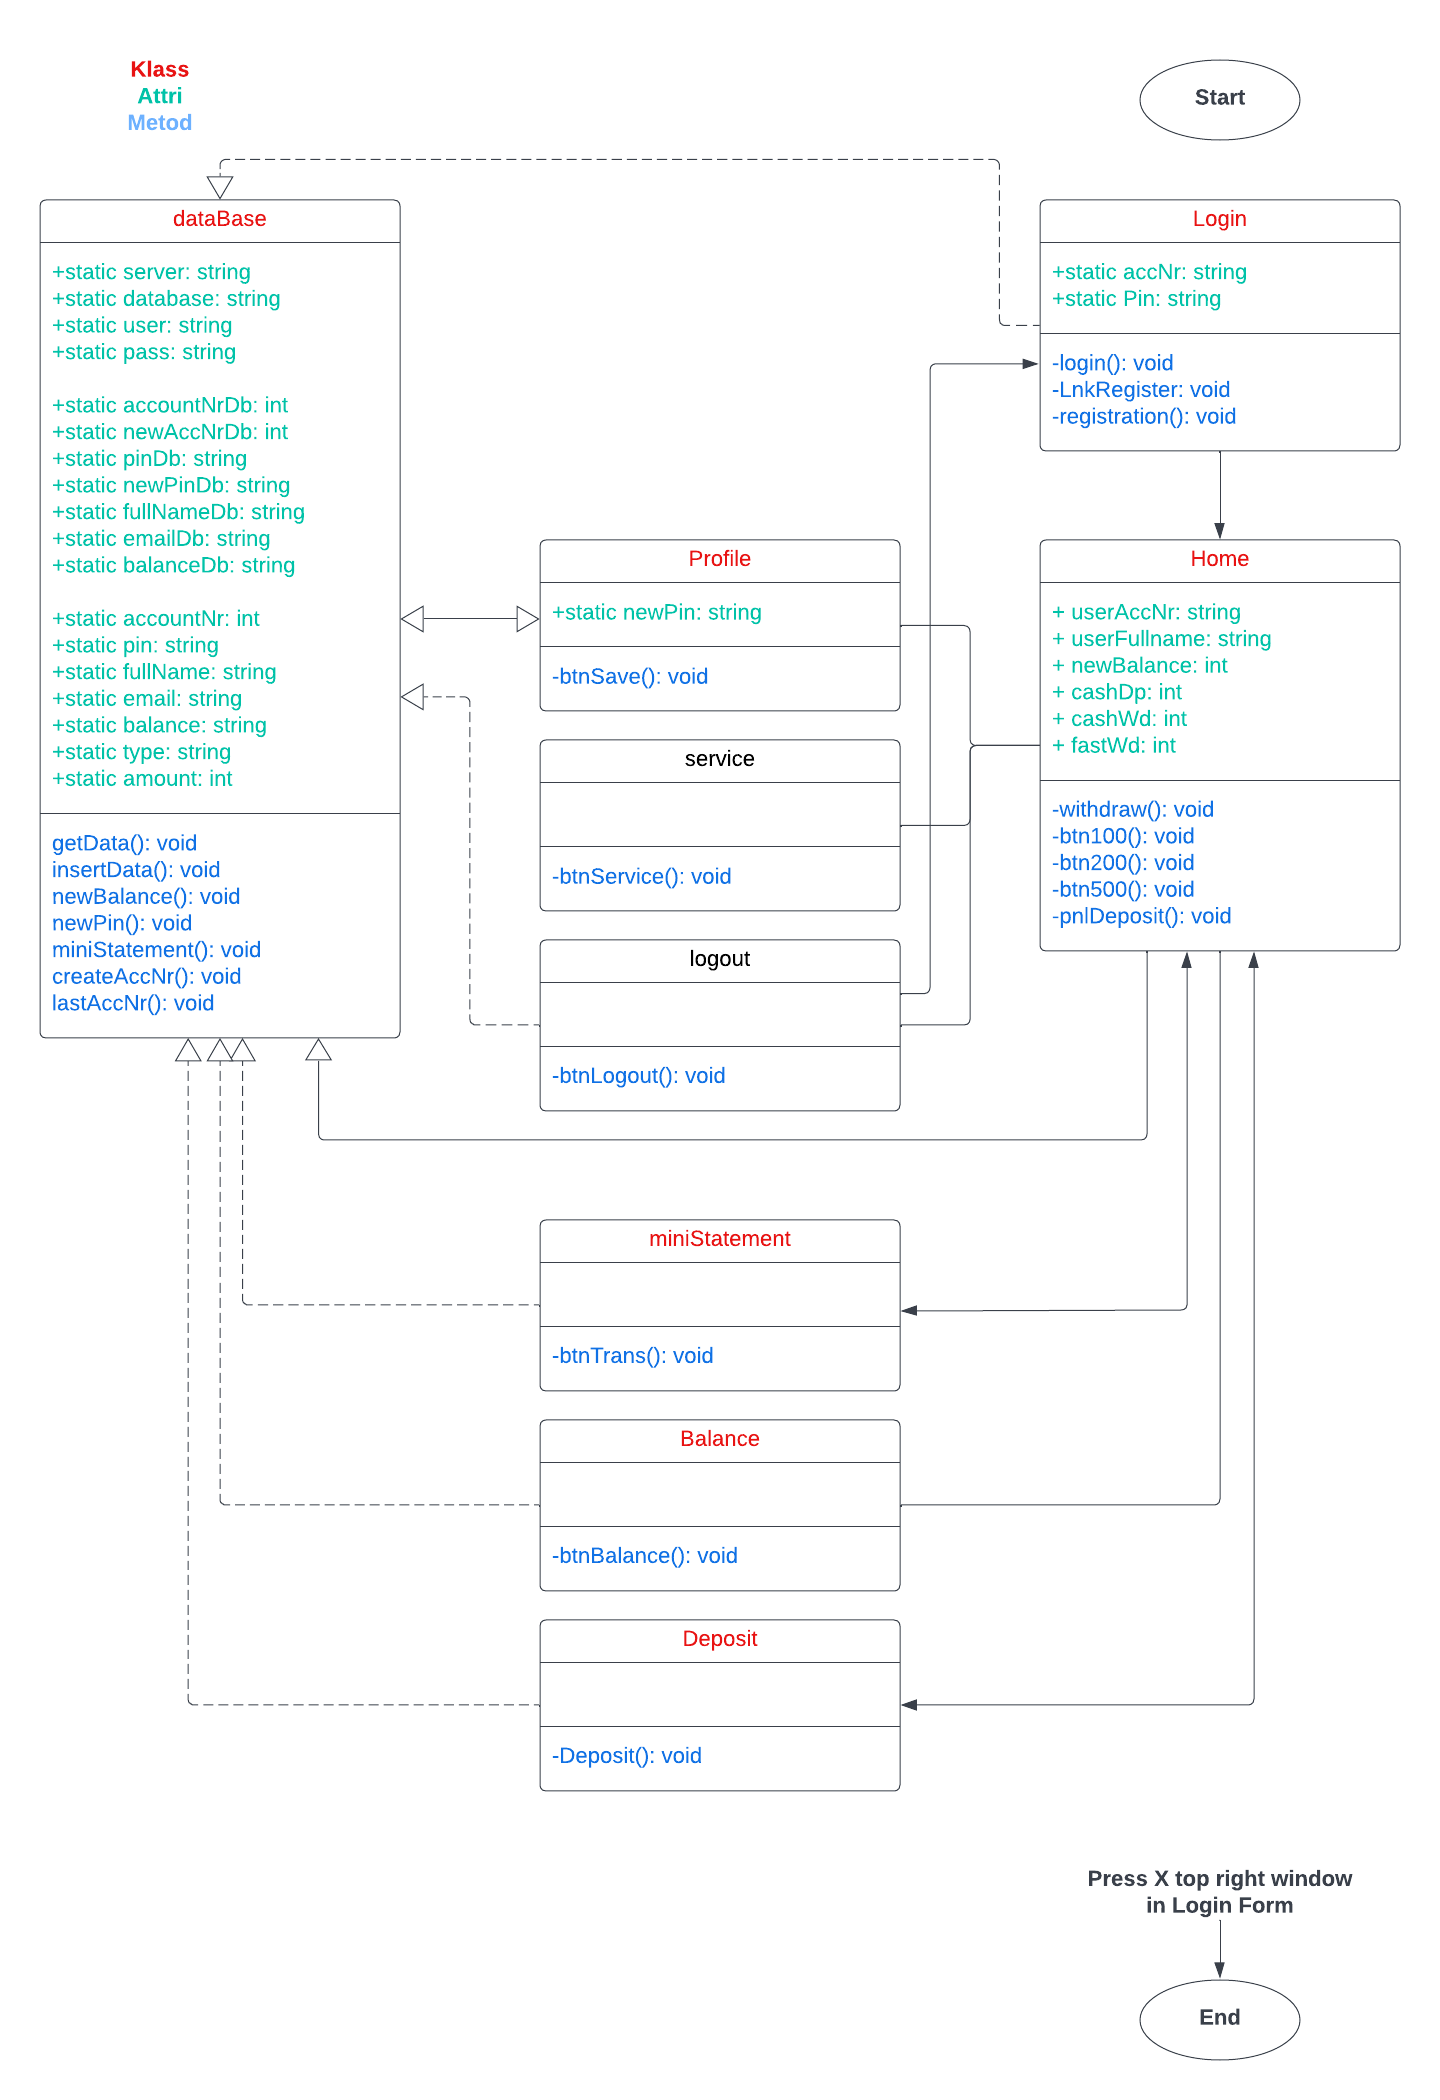 Klass
Attri
Metod
Start
dataBase
+static server: string
+static database: string
+static user: string
+static pass: string
+static accountNrDb: int
+static newAccNrDb: int
+static pinDb: string
+static newPinDb: string
+static fullNameDb: string
+static emailDb: string
+static balanceDb: string
+static accountNr: int
+static pin: string
+static fullName: string
+static email: string
+static balance: string
+static type: string
+static amount: int
getData(): void
insertData(): void
newBalance(): void
newPin(): void
miniStatement(): void
createAccNr(): void
lastAccNr(): void
Login
+static accNr: string
+static Pin: string
-login(): void
-LnkRegister: void
-registration(): void
Profile
+static newPin: string
-btnSave(): void
service
-btnService(): void
logout
-btnLogout(): void
Home
+ userAccNr: string
+ userFullname: string
+ newBalance: int
+ cashDp: int
+ cashWd: int
+ fastWd: int
-withdraw(): void
-btn100(): void
-btn200(): void
-btn500(): void
-pnlDeposit(): void
miniStatement
-btnTrans(): void
Balance
-btnBalance(): void
Deposit
-Deposit(): void
Press X top right window
in Login Form
End